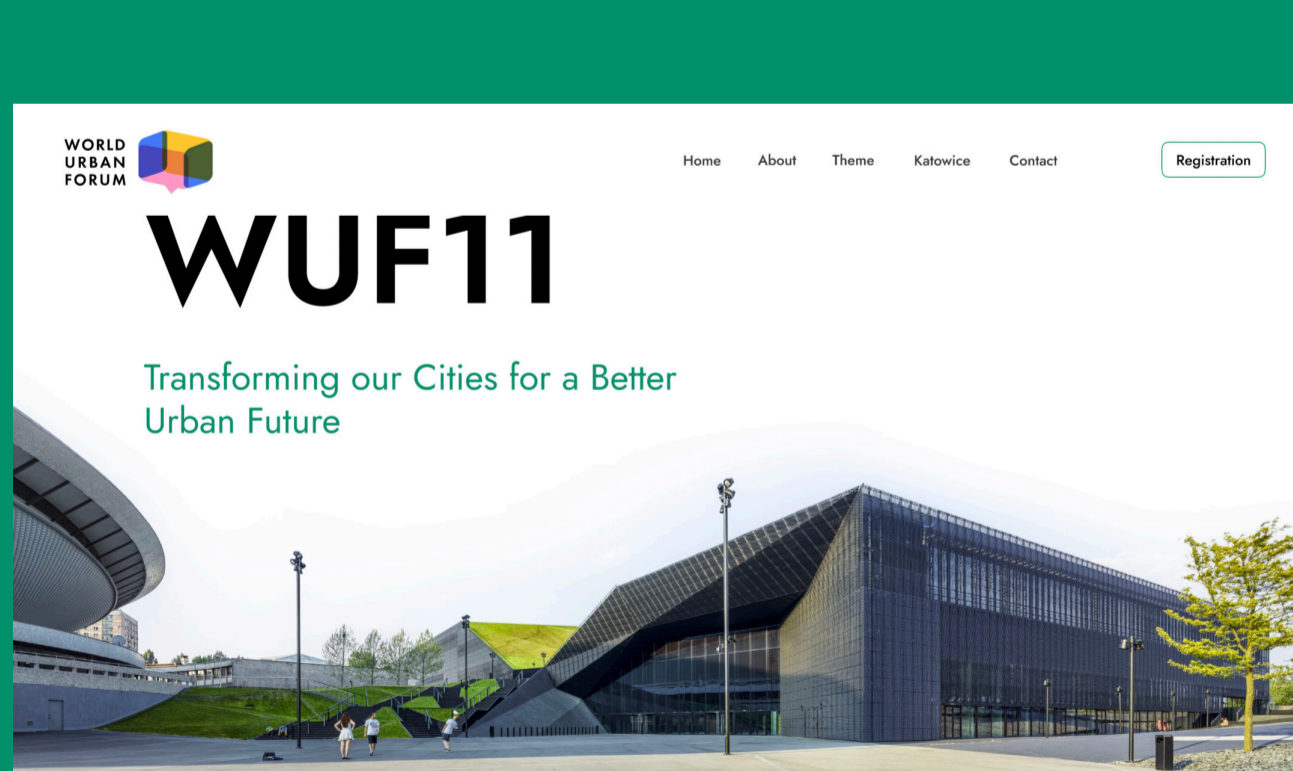 WORLD
URBAN
FORUM
Home About Theme Katowice Contact Registration
WUF11
Transforming our Cities for a Better
Urban Future